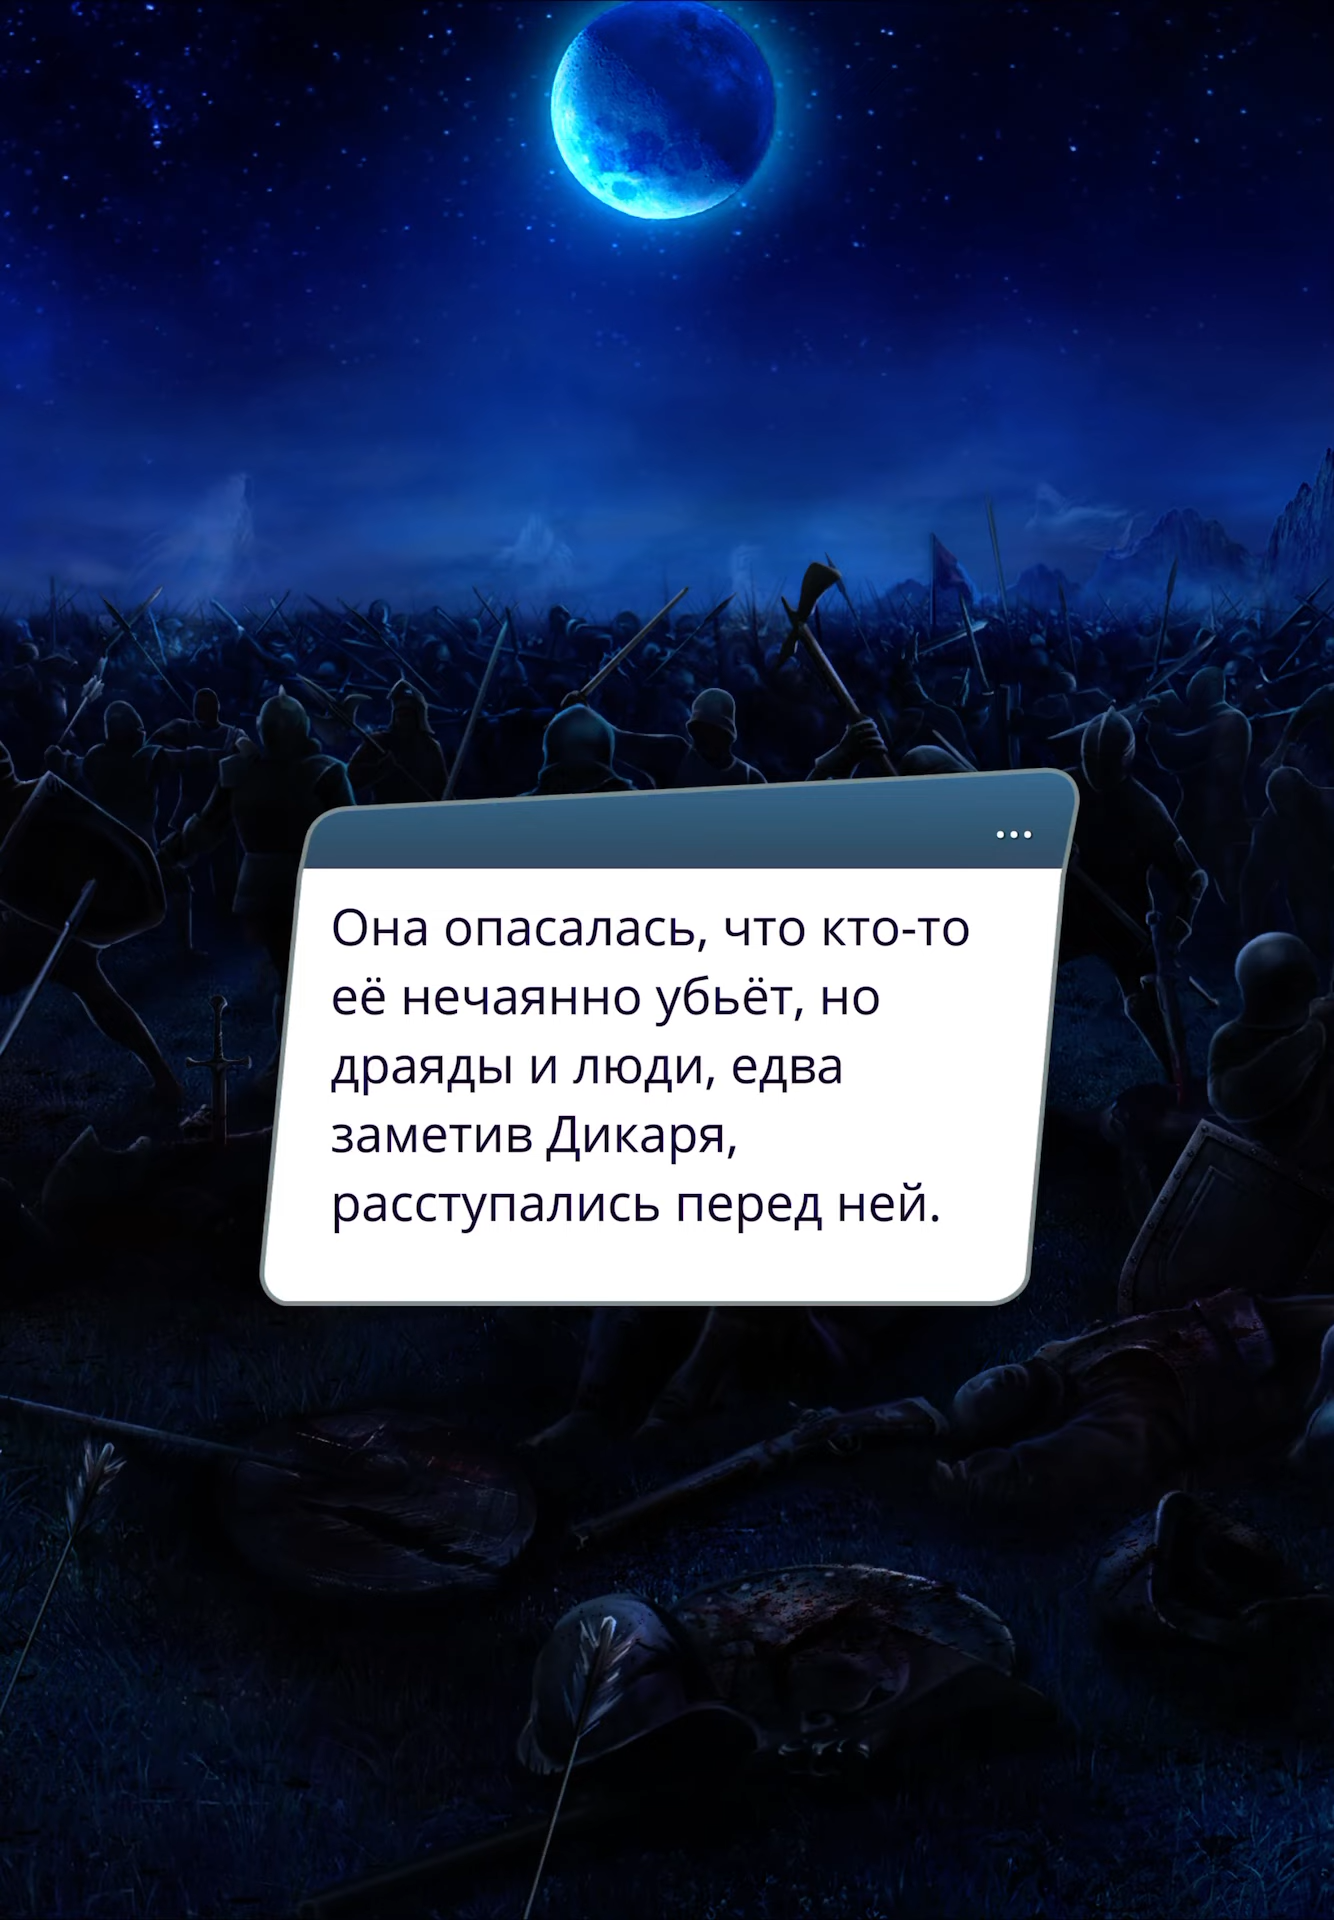 ...
Она опасалась, что кто-то
её нечаянно убьёт, но
драяды и люди, едва
заметив Дикаря,
расступались перед ней.